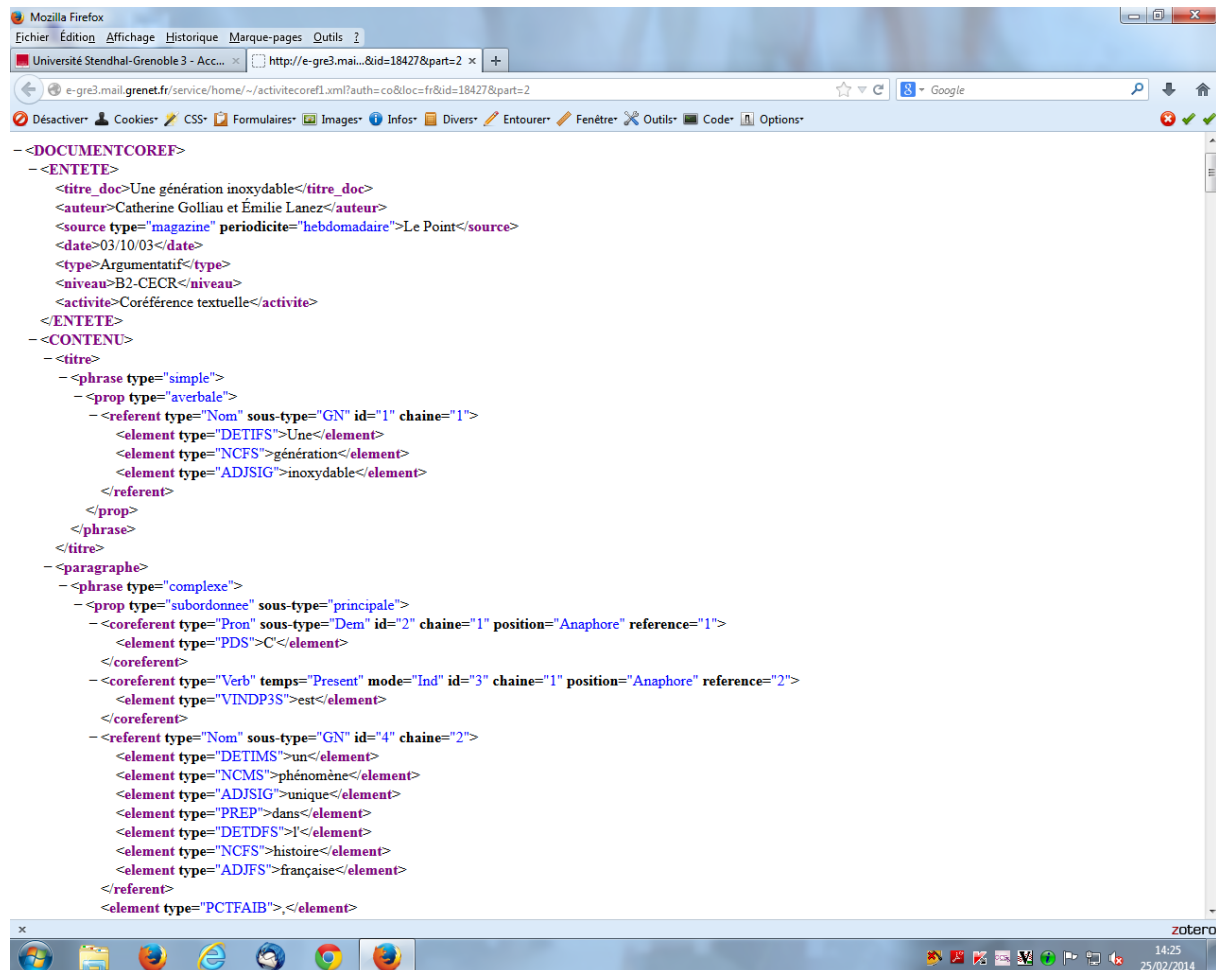 Mozilla Firefox
Fichier Édition Affichage Historique Marque-pages Outils ?
Université Stendhal-Grenoble 3 - Acc... × http://e-gre3.mai...&id=18427&part=2 × +
e-gre3.mail.grenet.fr/service/home/~/activitecoref1.xml?auth=co&loc=fr&id=18427&part=2 Google
Désactiver Cookies CSS Formulaires Images Infos Divers Entourer Fenêtre Outils Code Options
− <DOCUMENTCOREF>
− <ENTETE>
<titre_doc>Une génération inoxydable</titre_doc>
<auteur>Catherine Golliau et Émilie Lanez</auteur>
<source type="magazine" periodicite="hebdomadaire">Le Point</source>
<date>03/10/03</date>
<type>Argumentatif</type>
<niveau>B2-CECR</niveau>
<activite>Coréférence textuelle</activite>
</ENTETE>
− <CONTENU>
− <titre>
− <phrase type="simple">
− <prop type="averbale">
− <referent type="Nom" sous-type="GN" id="1" chaine="1">
<element type="DETIFS">Une</element>
<element type="NCFS">génération</element>
<element type="ADJSIG">inoxydable</element>
</referent>
</prop>
</phrase>
</titre>
− <paragraphe>
− <phrase type="complexe">
− <prop type="subordonnee" sous-type="principale">
− <coreferent type="Pron" sous-type="Dem" id="2" chaine="1" position="Anaphore" reference="1">
<element type="PDS">C'</element>
</coreferent>
− <coreferent type="Verb" temps="Present" mode="Ind" id="3" chaine="1" position="Anaphore" reference="2">
<element type="VINDP3S">est</element>
</coreferent>
− <referent type="Nom" sous-type="GN" id="4" chaine="2">
<element type="DETIMS">un</element>
<element type="NCMS">phénomène</element>
<element type="ADJSIG">unique</element>
<element type="PREP">dans</element>
<element type="DETDFS">l'</element>
<element type="NCFS">histoire</element>
<element type="ADJFS">française</element>
</referent>
<element type="PCTFAIB">,</element>
× zotero
14:25
25/02/2014